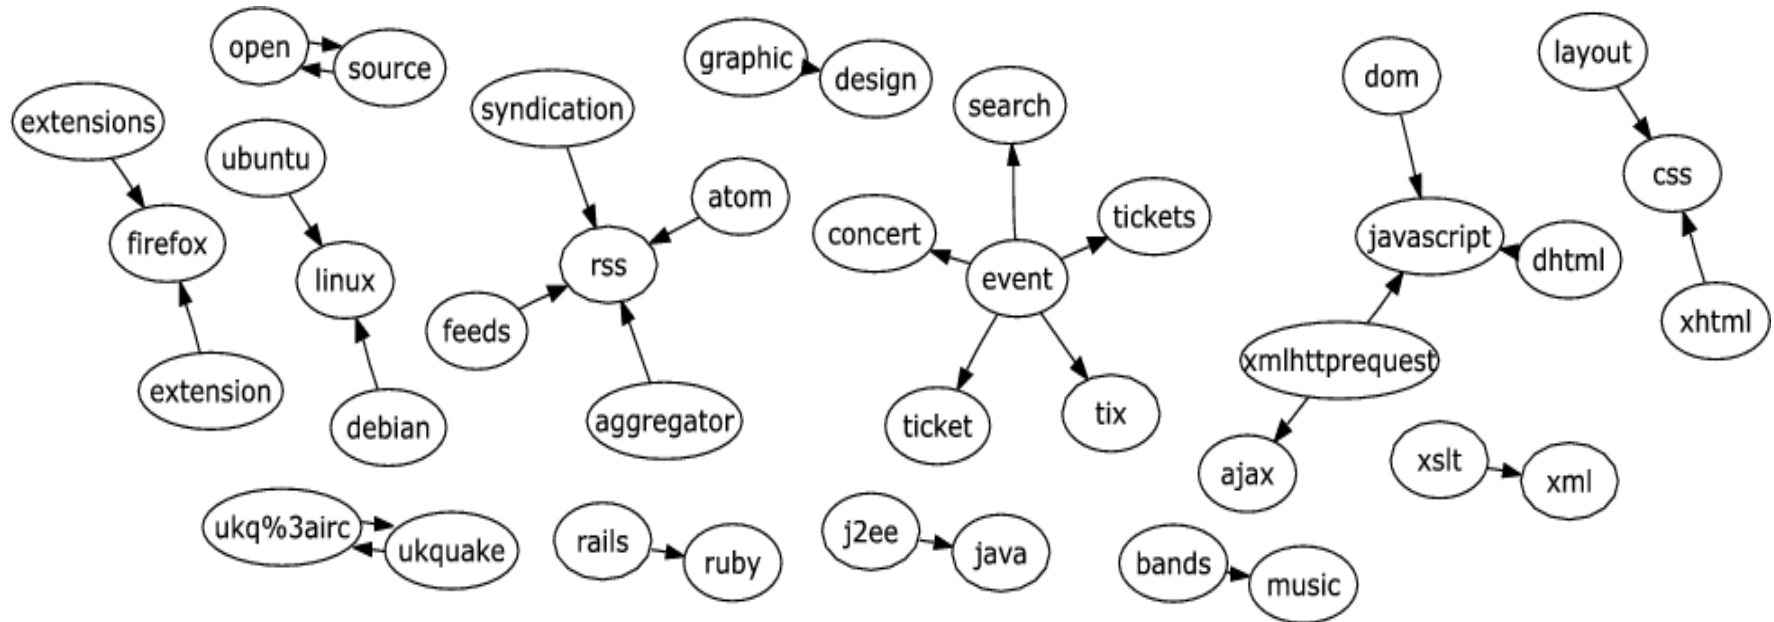 open
source
graphic
design
layout
dom
search
syndication
extensions
ubuntu
css
atom
tickets
concert
javascript
firefox
dhtml
rss
event
linux
xhtml
feeds
xmlhttprequest
extension
tix
aggregator
ticket
debian
xslt
ajax
xml
ukq%3airc
ukquake
rails
ruby
j2ee
java
bands
music